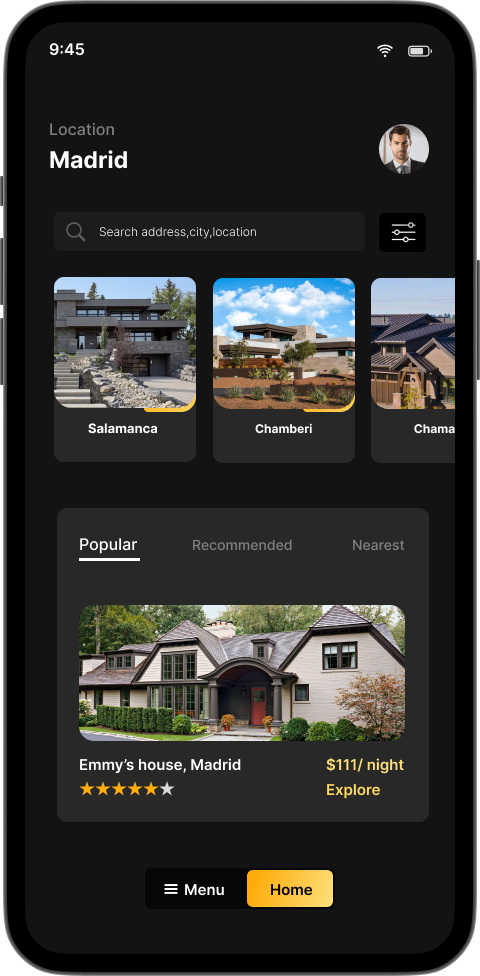 9:45
Location
Madrid
Search address,city,location
Salamanca
Chamberi
Chama
Popular
Recommended
Nearest
Emmy’s house, Madrid
$111/ night
Explore
Menu
Home